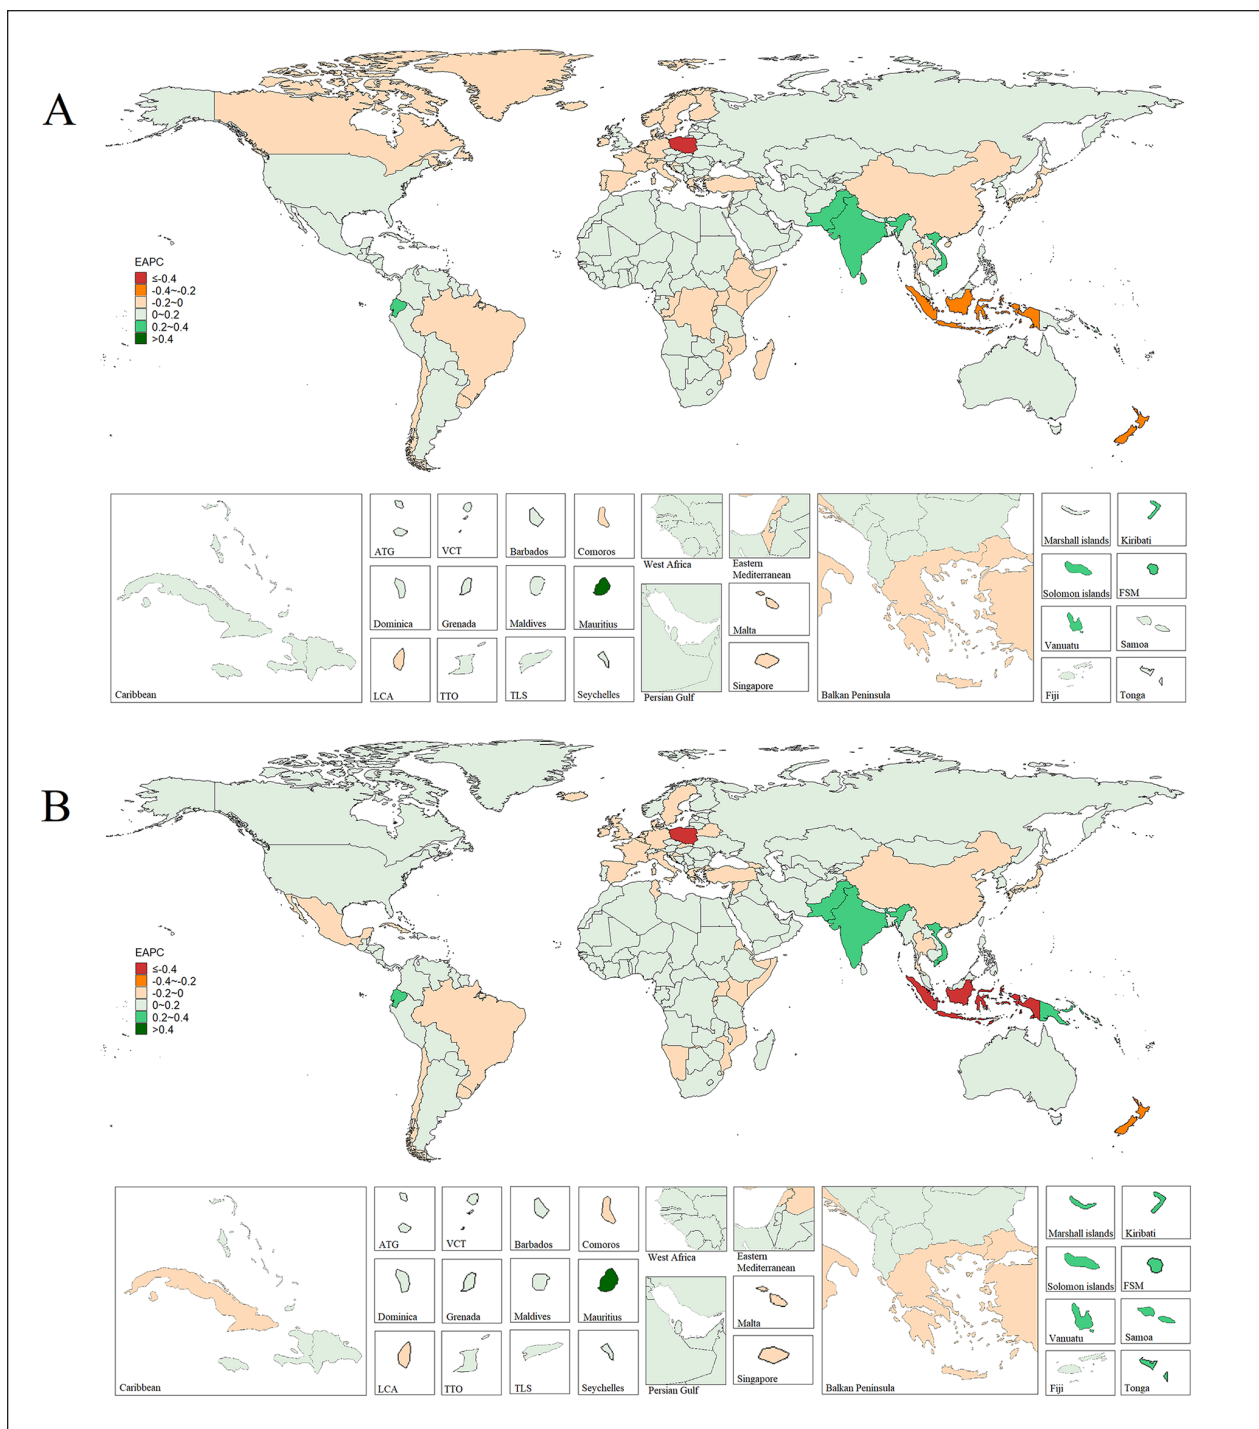 A
EAPC
≤-0.4
-0.4~-0.2
-0.2~0
0~0.2
0.2~0.4
>0.4
ATG
VCT
Barbados
Comoros
West Africa
Eastern
Mediterranean
Marshall islands
Kiribati
Dominica
Grenada
Maldives
Mauritius
Malta
Solomon islands
FSM
Vanuatu
Samoa
Caribbean
LCA
TTO
TLS
Seychelles
Persian Gulf
Singapore
Balkan Peninsula
Fiji
Tonga
B
EAPC
≤-0.4
-0.4~-0.2
-0.2~0
0~0.2
0.2~0.4
>0.4
ATG
VCT
Barbados
Comoros
West Africa
Eastern
Mediterranean
Marshall islands
Kiribati
Dominica
Grenada
Maldives
Mauritius
Malta
Solomon islands
FSM
Vanuatu
Samoa
Caribbean
LCA
TTO
TLS
Seychelles
Persian Gulf
Singapore
Balkan Peninsula
Fiji
Tonga